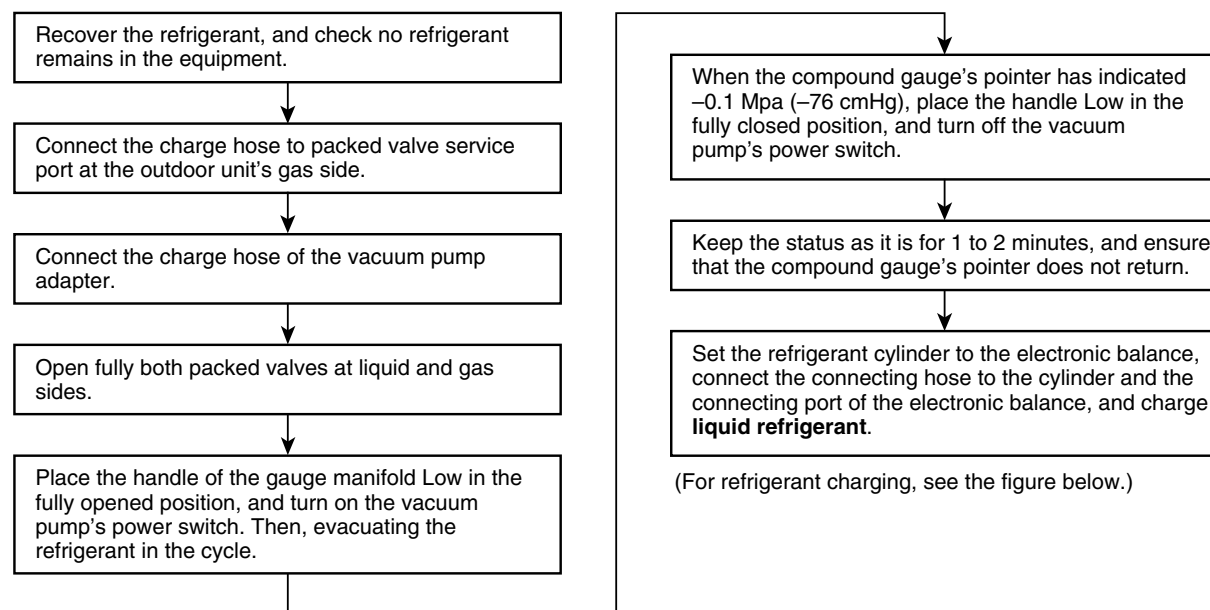 Recover the refrigerant, and check no refrigerant
remains in the equipment.
Connect the charge hose to packed valve service
port at the outdoor unit's gas side.
Connect the charge hose of the vacuum pump
adapter.
Open fully both packed valves at liquid and gas
sides.
Place the handle of the gauge manifold Low in the
fully opened position, and turn on the vacuum
pump's power switch. Then, evacuating the
refrigerant in the cycle.
When the compound gauge's pointer has indicated
–0.1 Mpa (–76 cmHg), place the handle Low in the
fully closed position, and turn off the vacuum
pump's power switch.
Keep the status as it is for 1 to 2 minutes, and ensure
that the compound gauge's pointer does not return.
Set the refrigerant cylinder to the electronic balance,
connect the connecting hose to the cylinder and the
connecting port of the electronic balance, and charge
liquid refrigerant.
(For refrigerant charging, see the figure below.)